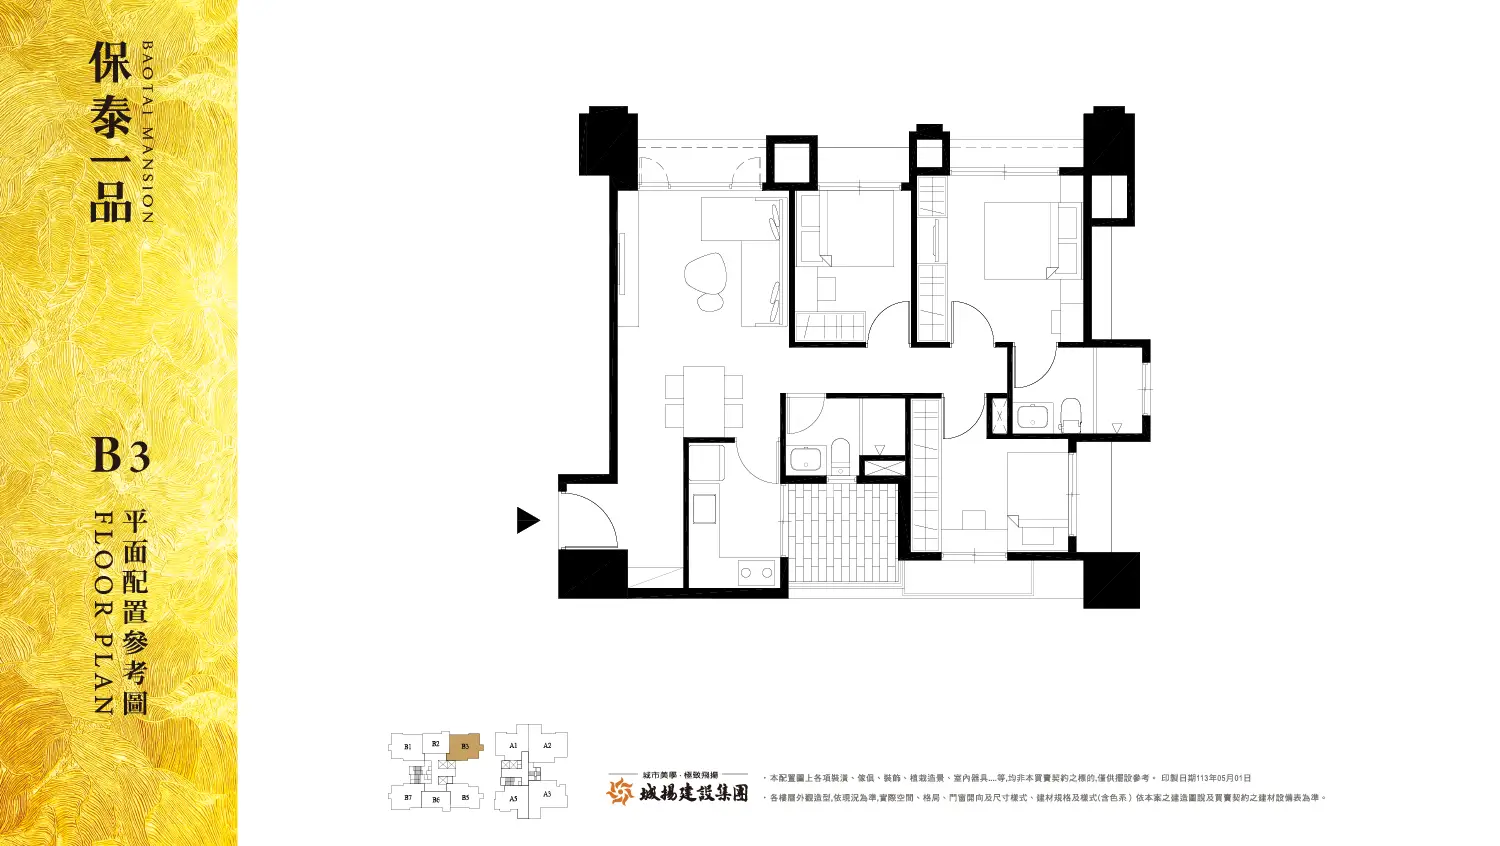 保泰一品
BAOTAI MANSION
B3
平面配置參考圖
FLOOR PLAN
B1
B2
B3
B7
B6
B5
A1
A2
A5
A3
城市美學・極致飛揚
城揚建設集團
・本配置圖上各項裝潢、傢俱、裝飾、植栽造景、室內器具....等,均非本買賣契約之標的,僅供擺設參考。 印製日期113年05月01日
・各樓層外觀造型,依現況為準,實際空間、格局、門窗開向及尺寸樣式、建材規格及樣式(含色系) 依本案之建造圖說及買賣契約之建材設備表為準。